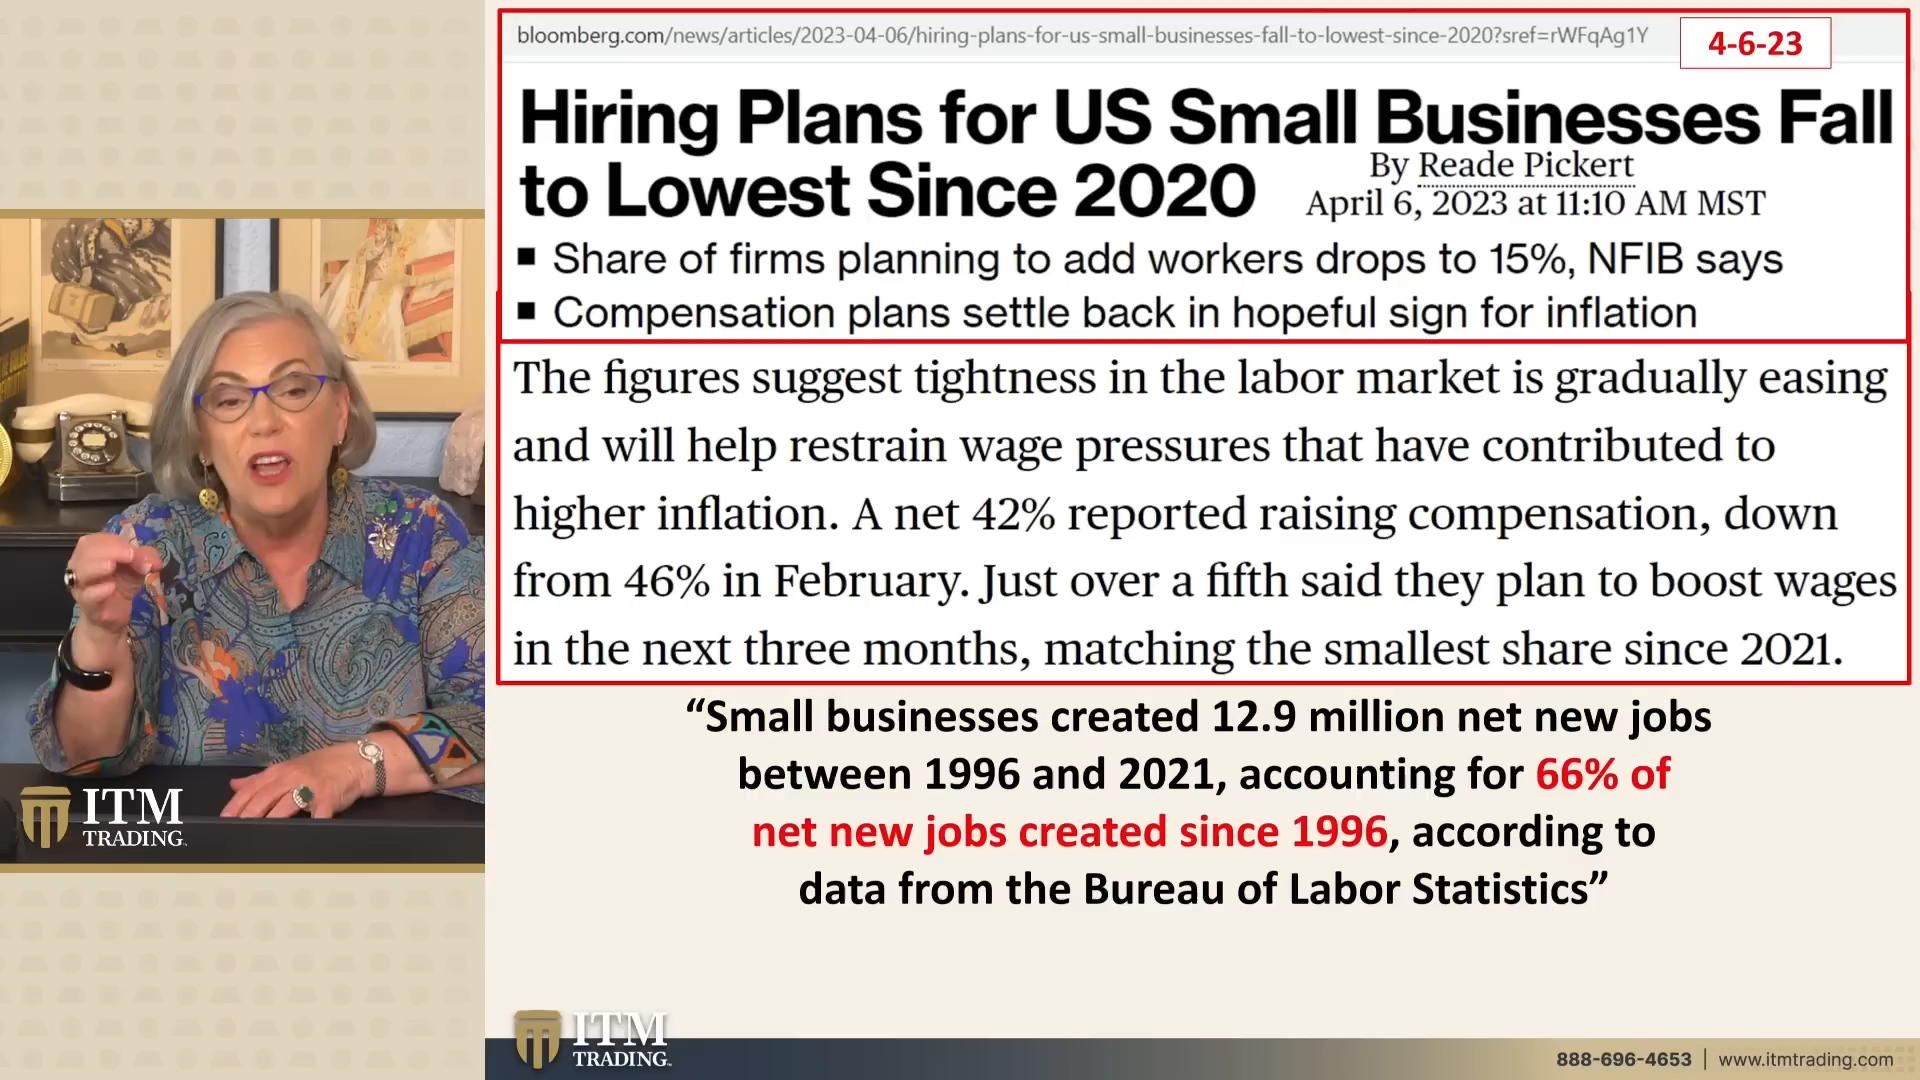 bloomberg.com/news/articles/2023-04-06/hiring-plans-for-us-small-businesses-fall-to-lowest-since-2020?sref=rWFqAg1Y
4-6-23
Hiring Plans for US Small Businesses Fall
to Lowest Since 2020
By Reade Pickert
April 6, 2023 at 11:10 AM MST
▪ Share of firms planning to add workers drops to 15%, NFIB says
▪ Compensation plans settle back in hopeful sign for inflation
The figures suggest tightness in the labor market is gradually easing
and will help restrain wage pressures that have contributed to
higher inflation. A net 42% reported raising compensation, down
from 46% in February. Just over a fifth said they plan to boost wages
in the next three months, matching the smallest share since 2021.
“Small businesses created 12.9 million net new jobs
between 1996 and 2021, accounting for 66% of
net new jobs created since 1996, according to
data from the Bureau of Labor Statistics”
ITM
TRADING
ITM
TRADING
888-696-4653 | www.itmtrading.com